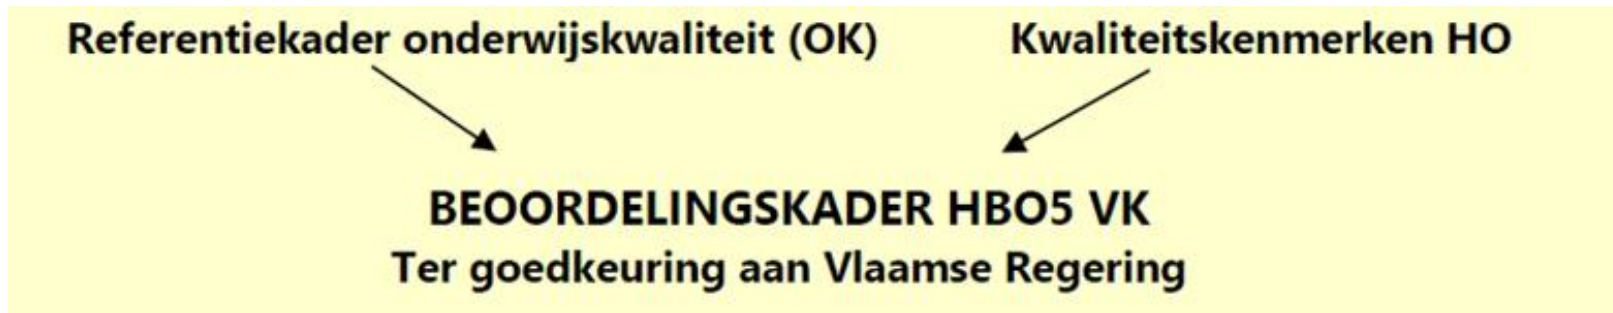 Referentiekader onderwijskwaliteit (OK)
Kwaliteitskenmerken HO
BEOORDELINGSKADER HBO5 VK
Ter goedkeuring aan Vlaamse Regering